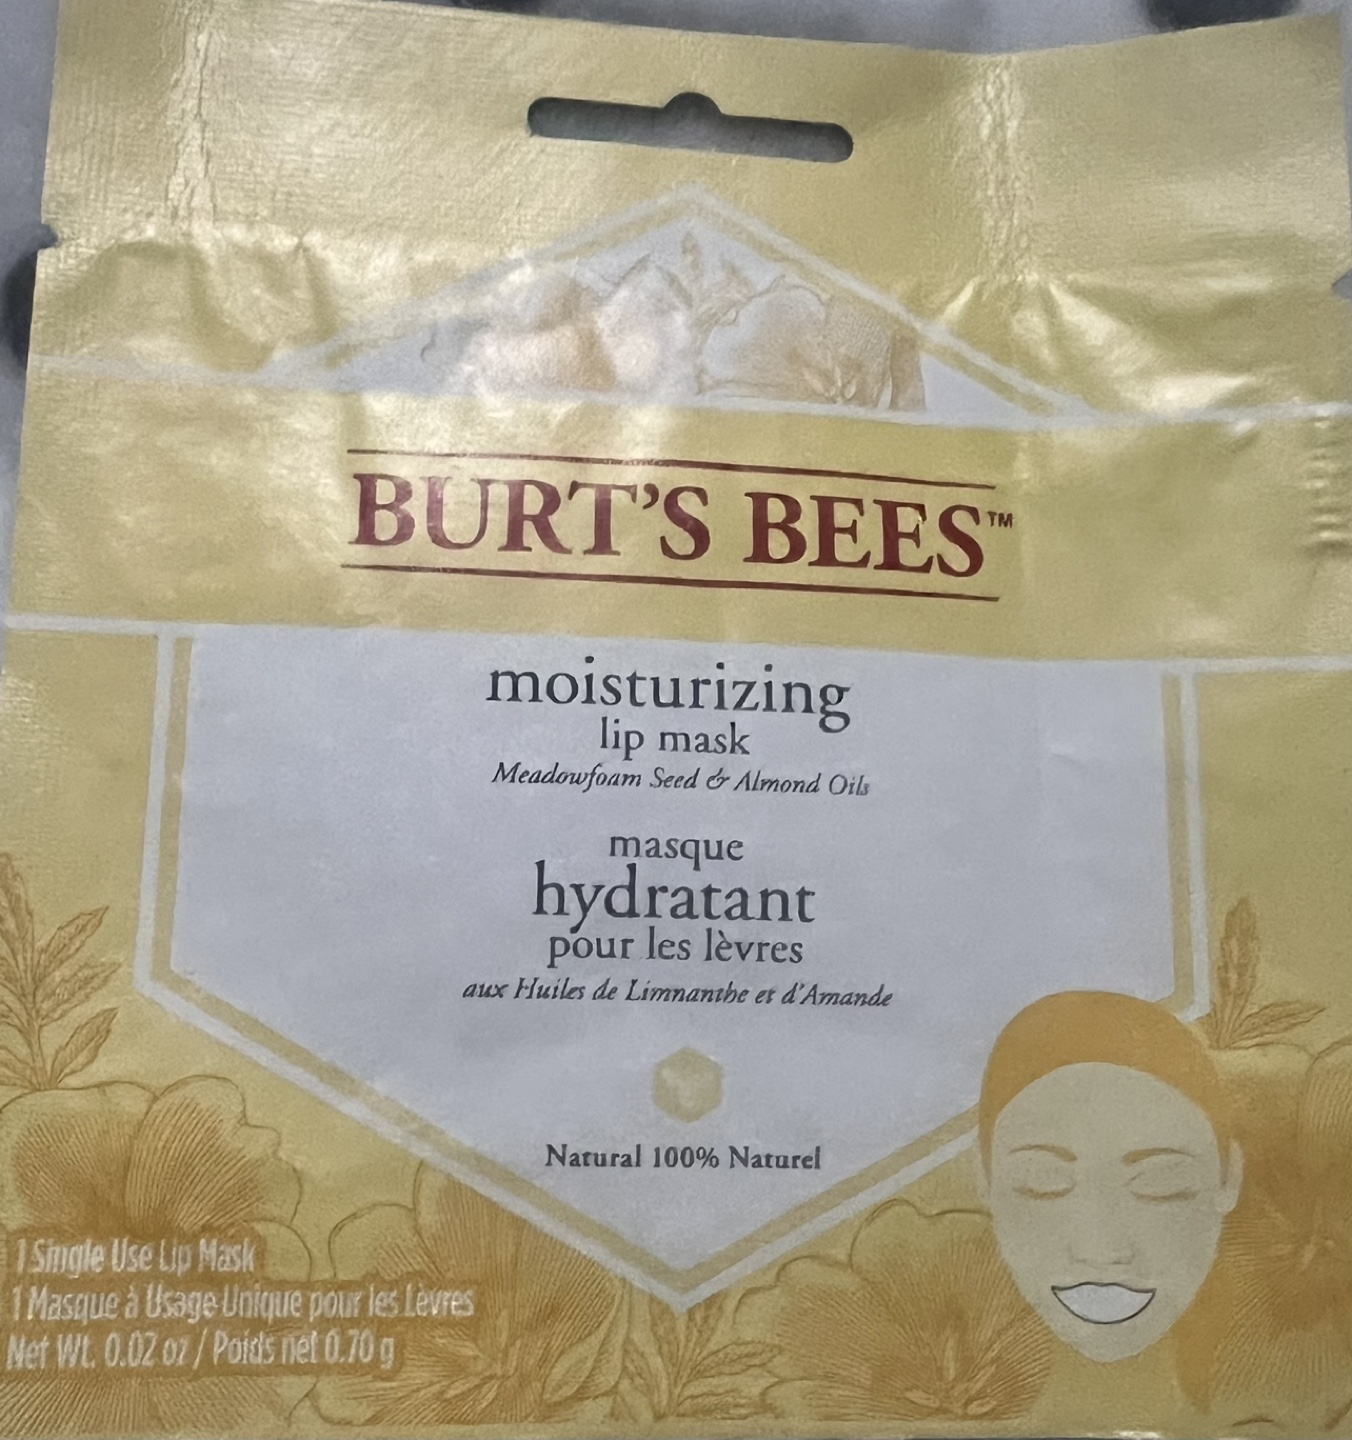 BURT'S BEES™
moisturizing
lip mask
Meadowfoam Seed & Almond Oils
masque
hydratant
pour les lèvres
aux Huiles de Limnanthe et d'Amande
Natural 100% Naturel
1 Single Use Lip Mask
1 Masque à Usage Unique pour les Lèvres
Net Wt. 0.02 oz / Poids net 0.70 g